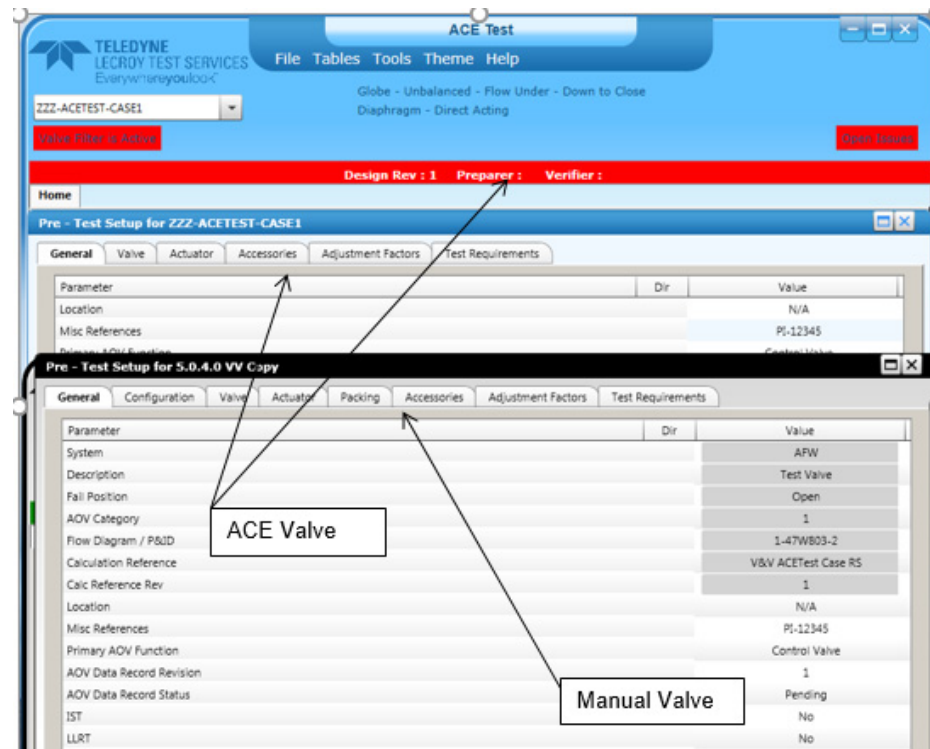 ACE Test
TELEDYNE
LECROY TEST SERVICES
Everywhereyoulook
File Tables Tools Theme Help
Globe - Unbalanced - Flow Under - Down to Close
Diaphragm - Direct Acting
ZZZ-ACETEST-CASE1
Valve Filter is Active
Open Issues
Design Rev : 1 Preparer : Verifier :
Home
Pre - Test Setup for ZZZ-ACETEST-CASE1
General Valve Actuator Accessories Adjustment Factors Test Requirements
Parameter Dir Value
Location N/A
Misc References PI-12345
Primary AOV Function Control Valve
Pre - Test Setup for 5.0.4.0 VV Copy
General Configuration Valve Actuator Packing Accessories Adjustment Factors Test Requirements
Parameter Dir Value
System AFW
Description Test Valve
Fail Position Open
AOV Category 1
Flow Diagram / P&ID 1-47W803-2
Calculation Reference V&V ACETest Case RS
Calc Reference Rev 1
Location N/A
Misc References PI-12345
Primary AOV Function Control Valve
AOV Data Record Revision 1
AOV Data Record Status Pending
IST No
LLRT No
ACE Valve
Manual Valve